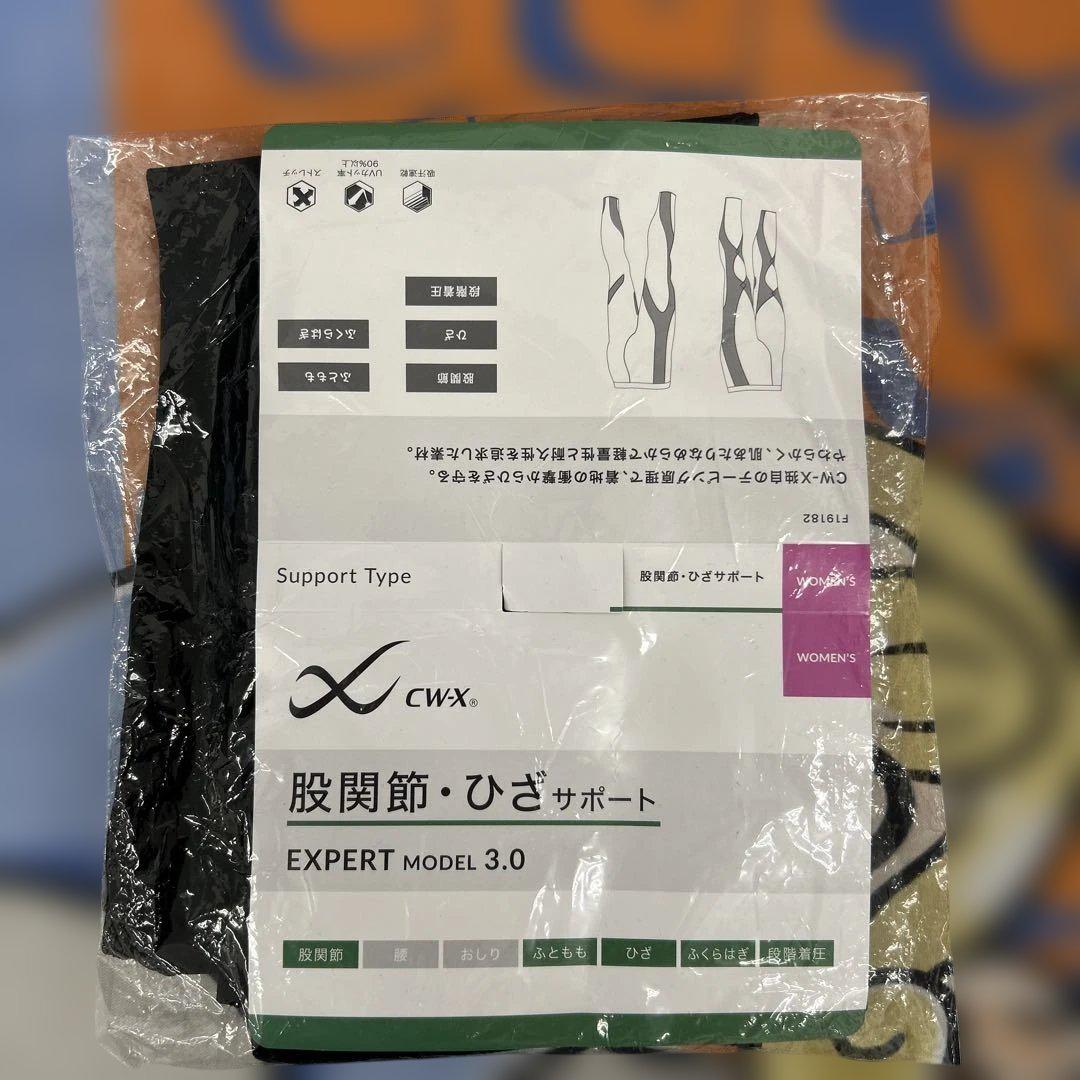 ストレッチ
UVカット率
90%以上
吸汗速乾
段階着圧
ふくらはぎ
ひざ
ふともも
股関節
CW-X独自のテーピング原理で、着地の衝撃からひざを守る。
やわらかく、肌あたりなめらかで軽量性と耐久性を追求した素材。
F19182
Support Type
股関節・ひざサポート
WOMEN'S
WOMEN'S
CW-X®
股関節・ひざサポート
EXPERT MODEL 3.0
股関節 腰 おしり ふともも ひざ ふくらはぎ 段階着圧